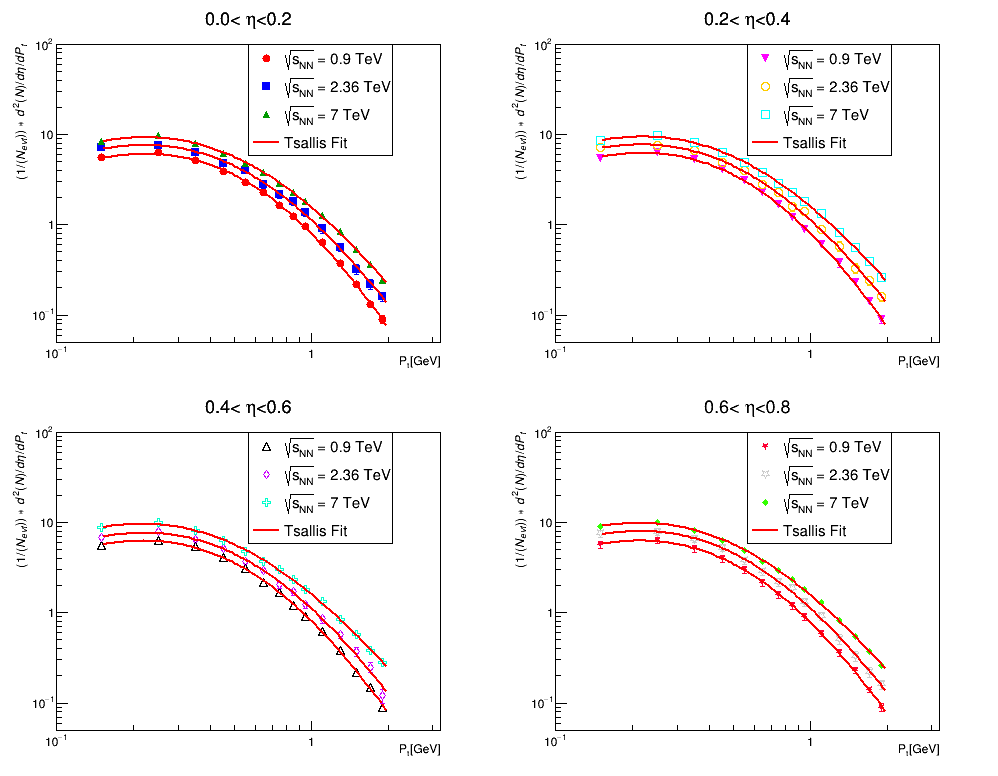 0.0< η<0.2
(1/⟨N_evt⟩) * d²(N)/dη/dP_t
10²
10
1
10⁻¹
√s_NN = 0.9 TeV
√s_NN = 2.36 TeV
√s_NN = 7 TeV
Tsallis Fit
10⁻¹
1
P_t[GeV]
0.2< η<0.4
(1/⟨N_evt⟩) * d²(N)/dη/dP_t
10²
10
1
10⁻¹
√s_NN = 0.9 TeV
√s_NN = 2.36 TeV
√s_NN = 7 TeV
Tsallis Fit
10⁻¹
1
P_t[GeV]
0.4< η<0.6
(1/⟨N_evt⟩) * d²(N)/dη/dP_t
10²
10
1
10⁻¹
√s_NN = 0.9 TeV
√s_NN = 2.36 TeV
√s_NN = 7 TeV
Tsallis Fit
10⁻¹
1
P_t[GeV]
0.6< η<0.8
(1/⟨N_evt⟩) * d²(N)/dη/dP_t
10²
10
1
10⁻¹
√s_NN = 0.9 TeV
√s_NN = 2.36 TeV
√s_NN = 7 TeV
Tsallis Fit
10⁻¹
1
P_t[GeV]